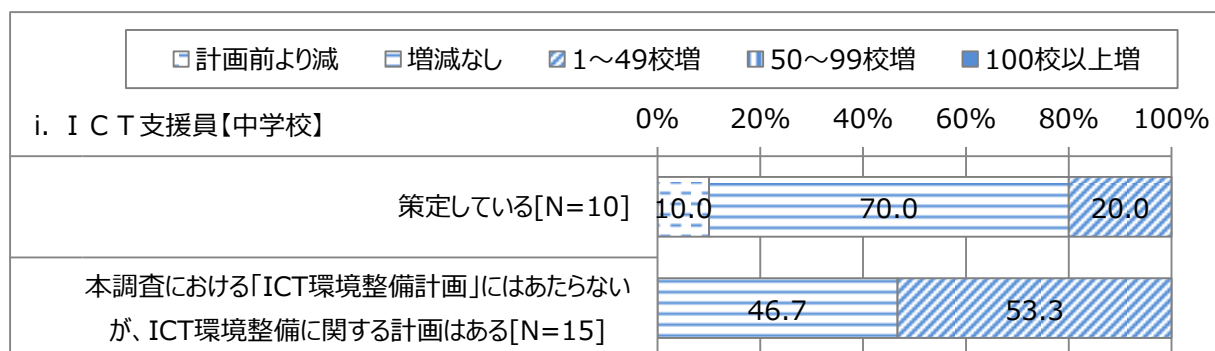 計画前より減 増減なし 1～49校増 50～99校増 100校以上増
i. ＩＣＴ支援員【中学校】 0% 20% 40% 60% 80% 100%
策定している[N=10] 10.0 70.0 20.0
本調査における「ICT環境整備計画」にはあたらない
が、ICT環境整備に関する計画はある[N=15] 46.7 53.3